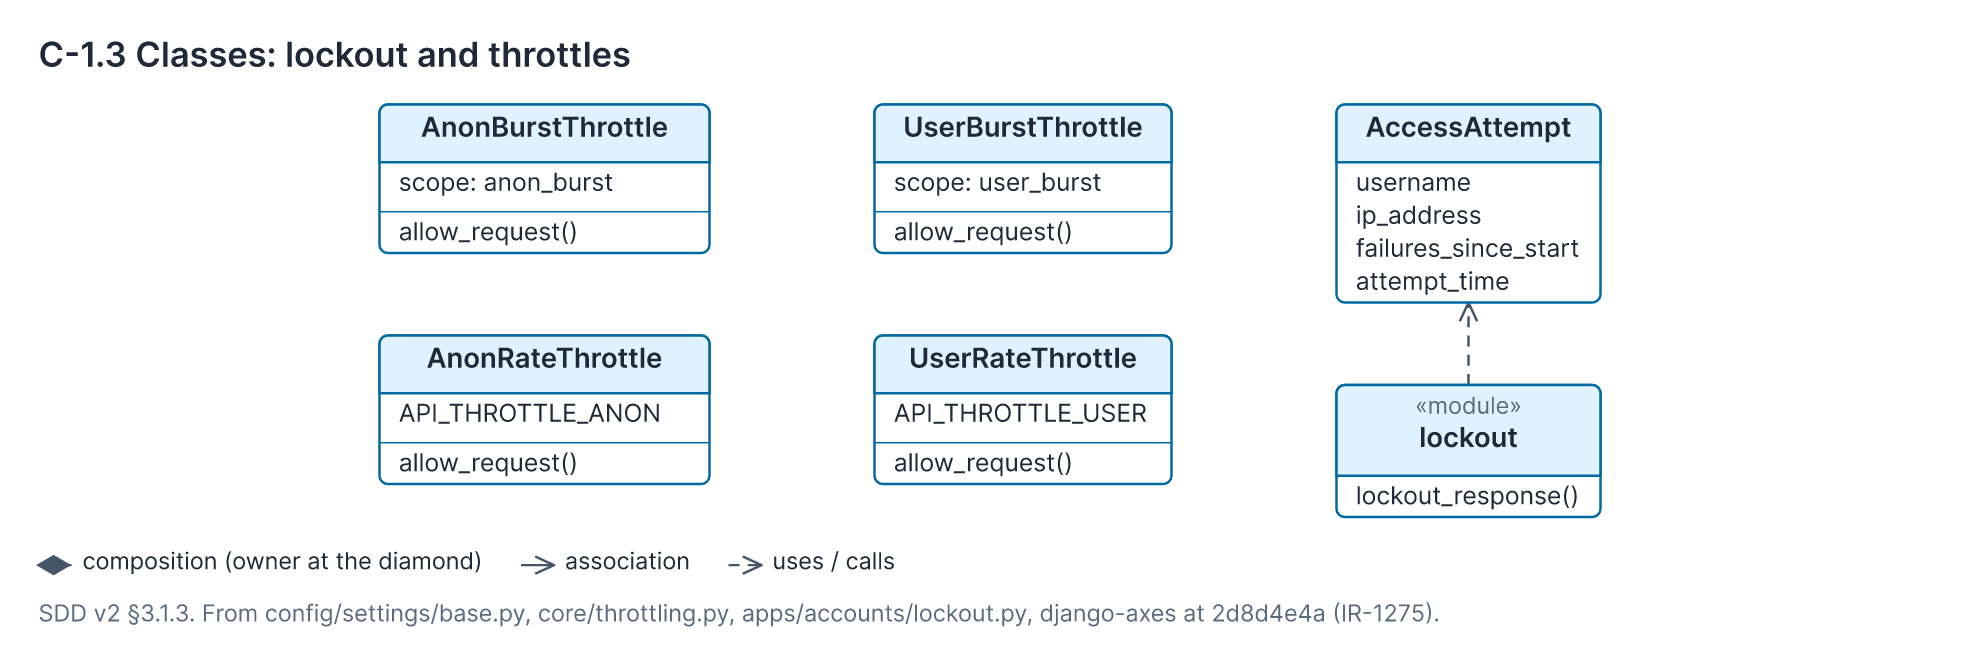 C-1.3 Classes: lockout and throttles
AnonBurstThrottle
scope: anon_burst
allow_request()
UserBurstThrottle
scope: user_burst
allow_request()
AccessAttempt
username
ip_address
failures_since_start
attempt_time
AnonRateThrottle
API_THROTTLE_ANON
allow_request()
UserRateThrottle
API_THROTTLE_USER
allow_request()
«module»
lockout
lockout_response()
composition (owner at the diamond)
association
uses / calls
SDD v2 §3.1.3. From config/settings/base.py, core/throttling.py, apps/accounts/lockout.py, django-axes at 2d8d4e4a (IR-1275).